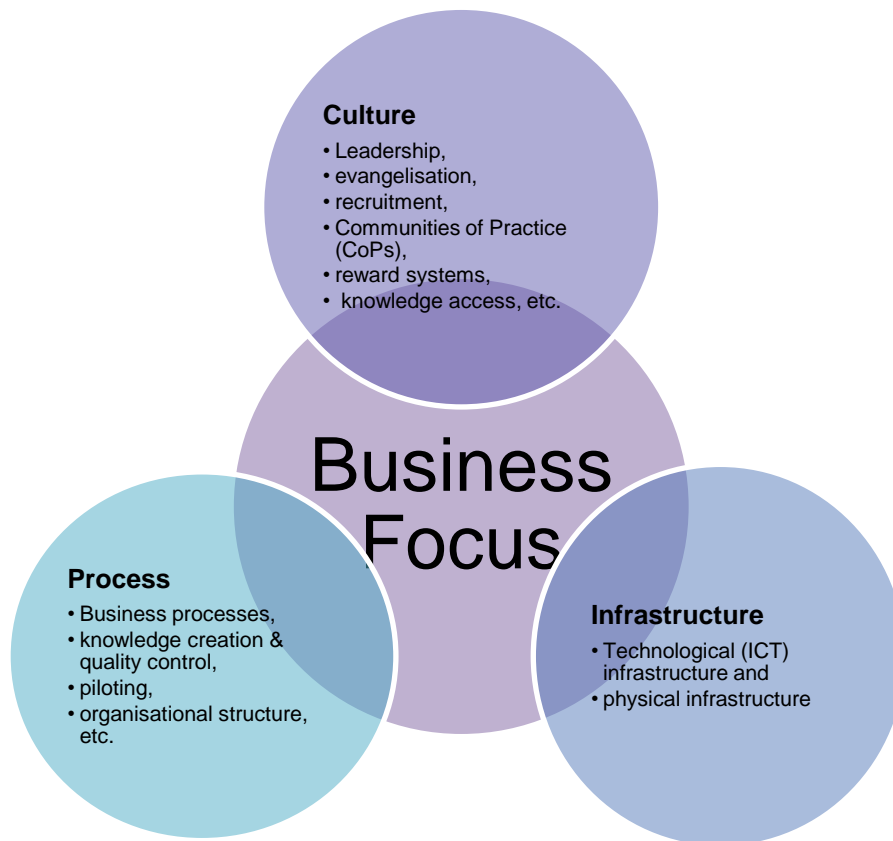 Culture
• Leadership,
• evangelisation,
• recruitment,
• Communities of Practice
(CoPs),
• reward systems,
• knowledge access, etc.
Business
Focus
Process
• Business processes,
• knowledge creation &
quality control,
• piloting,
• organisational structure,
etc.
Infrastructure
• Technological (ICT)
infrastructure and
• physical infrastructure